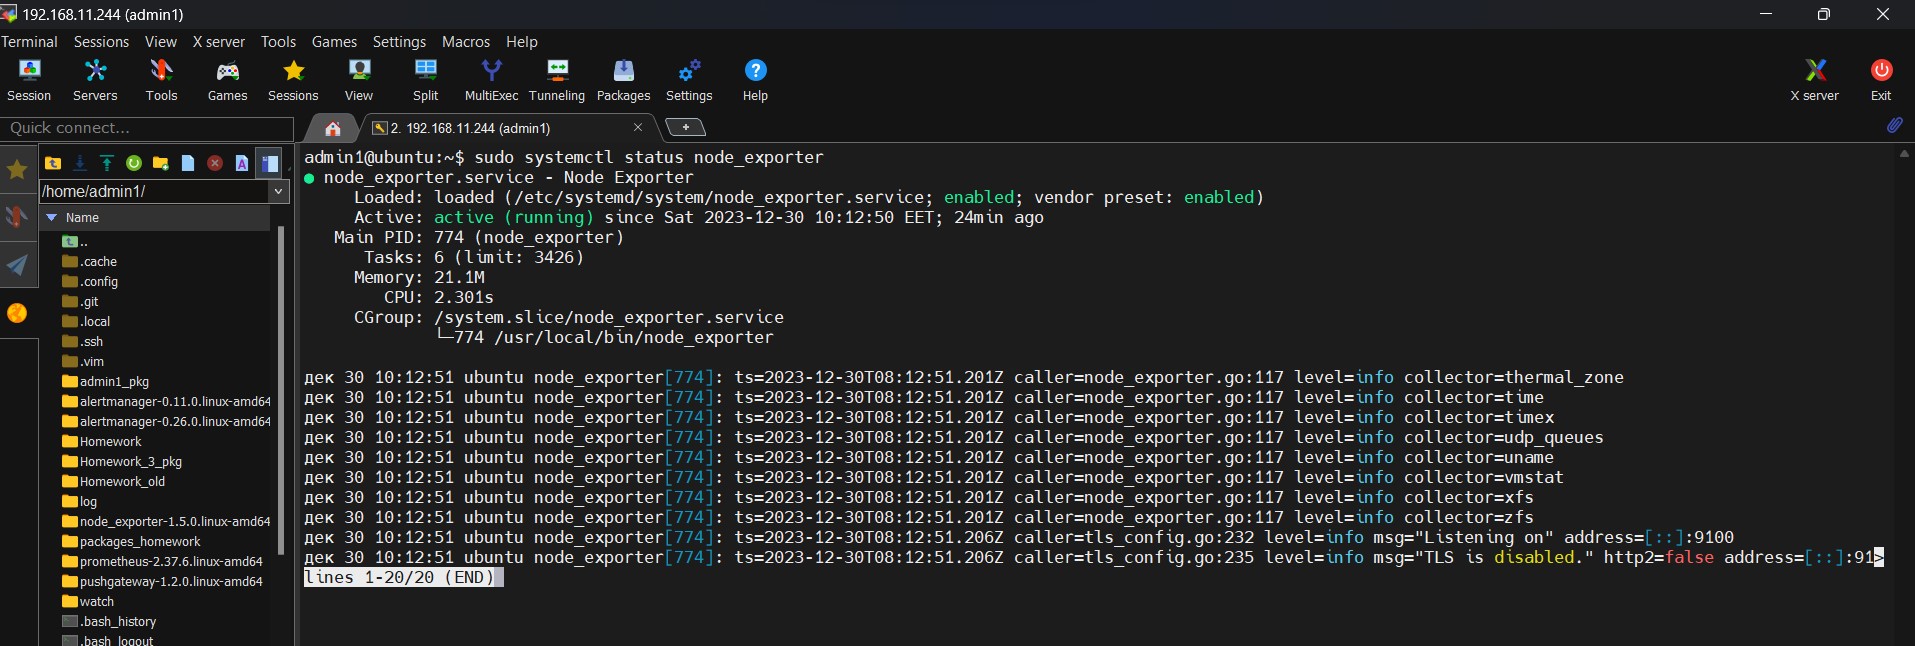 192.168.11.244 (admin1)
Terminal Sessions View X server Tools Games Settings Macros Help
Session Servers Tools Games Sessions View Split MultiExec Tunneling Packages Settings Help X server Exit
Quick connect...
2. 192.168.11.244 (admin1)
/home/admin1/
Name
..
.cache
.config
.git
.local
.ssh
.vim
admin1_pkg
alertmanager-0.11.0.linux-amd64
alertmanager-0.26.0.linux-amd64
Homework
Homework_3_pkg
Homework_old
log
node_exporter-1.5.0.linux-amd64
packages_homework
prometheus-2.37.6.linux-amd64
pushgateway-1.2.0.linux-amd64
watch
.bash_history
.bash_logout
admin1@ubuntu:~$ sudo systemctl status node_exporter
● node_exporter.service - Node Exporter
Loaded: loaded (/etc/systemd/system/node_exporter.service; enabled; vendor preset: enabled)
Active: active (running) since Sat 2023-12-30 10:12:50 EET; 24min ago
Main PID: 774 (node_exporter)
Tasks: 6 (limit: 3426)
Memory: 21.1M
CPU: 2.301s
CGroup: /system.slice/node_exporter.service
└─774 /usr/local/bin/node_exporter
дек 30 10:12:51 ubuntu node_exporter[774]: ts=2023-12-30T08:12:51.201Z caller=node_exporter.go:117 level=info collector=thermal_zone
дек 30 10:12:51 ubuntu node_exporter[774]: ts=2023-12-30T08:12:51.201Z caller=node_exporter.go:117 level=info collector=time
дек 30 10:12:51 ubuntu node_exporter[774]: ts=2023-12-30T08:12:51.201Z caller=node_exporter.go:117 level=info collector=timex
дек 30 10:12:51 ubuntu node_exporter[774]: ts=2023-12-30T08:12:51.201Z caller=node_exporter.go:117 level=info collector=udp_queues
дек 30 10:12:51 ubuntu node_exporter[774]: ts=2023-12-30T08:12:51.201Z caller=node_exporter.go:117 level=info collector=uname
дек 30 10:12:51 ubuntu node_exporter[774]: ts=2023-12-30T08:12:51.201Z caller=node_exporter.go:117 level=info collector=vmstat
дек 30 10:12:51 ubuntu node_exporter[774]: ts=2023-12-30T08:12:51.201Z caller=node_exporter.go:117 level=info collector=xfs
дек 30 10:12:51 ubuntu node_exporter[774]: ts=2023-12-30T08:12:51.201Z caller=node_exporter.go:117 level=info collector=zfs
дек 30 10:12:51 ubuntu node_exporter[774]: ts=2023-12-30T08:12:51.206Z caller=tls_config.go:232 level=info msg="Listening on" address=[::]:9100
дек 30 10:12:51 ubuntu node_exporter[774]: ts=2023-12-30T08:12:51.206Z caller=tls_config.go:235 level=info msg="TLS is disabled." http2=false address=[::]:91>
lines 1-20/20 (END)